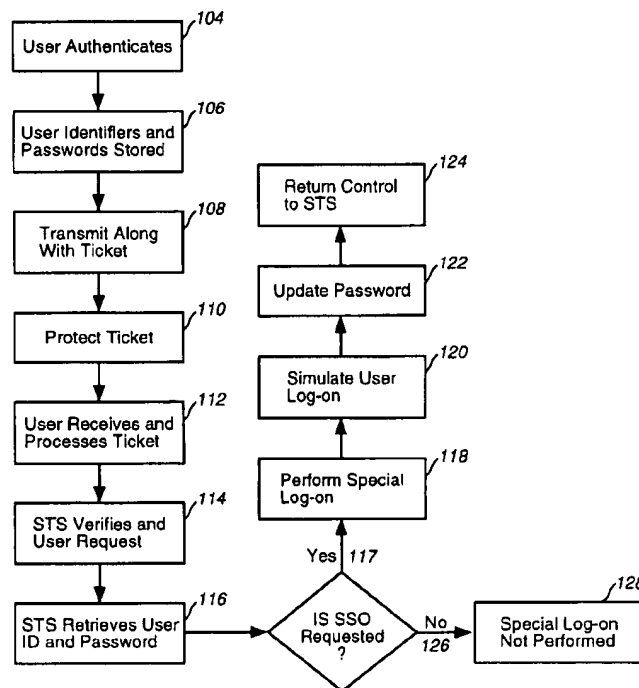 104
User Authenticates
106
User Identifiers and
Passwords Stored
108
Transmit Along
With Ticket
110
Protect Ticket
112
User Receives and
Processes Ticket
114
STS Verifies and
User Request
116
STS Retrieves User
ID and Password
IS SSO
Requested
?
Yes 117
118
Perform Special
Log-on
120
Simulate User
Log-on
122
Update Password
124
Return Control
to STS
No
126
128
Special Log-on
Not Performed